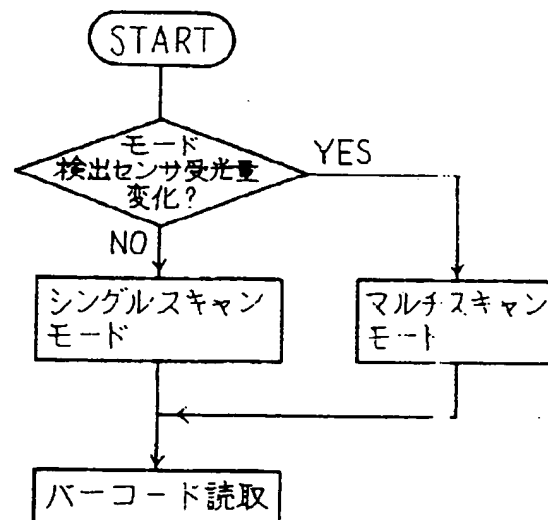 START
モード
検出センサ受光量
変化?
YES
NO
シングルスキャン
モード
マルチスキャン
モート
バーコード読取